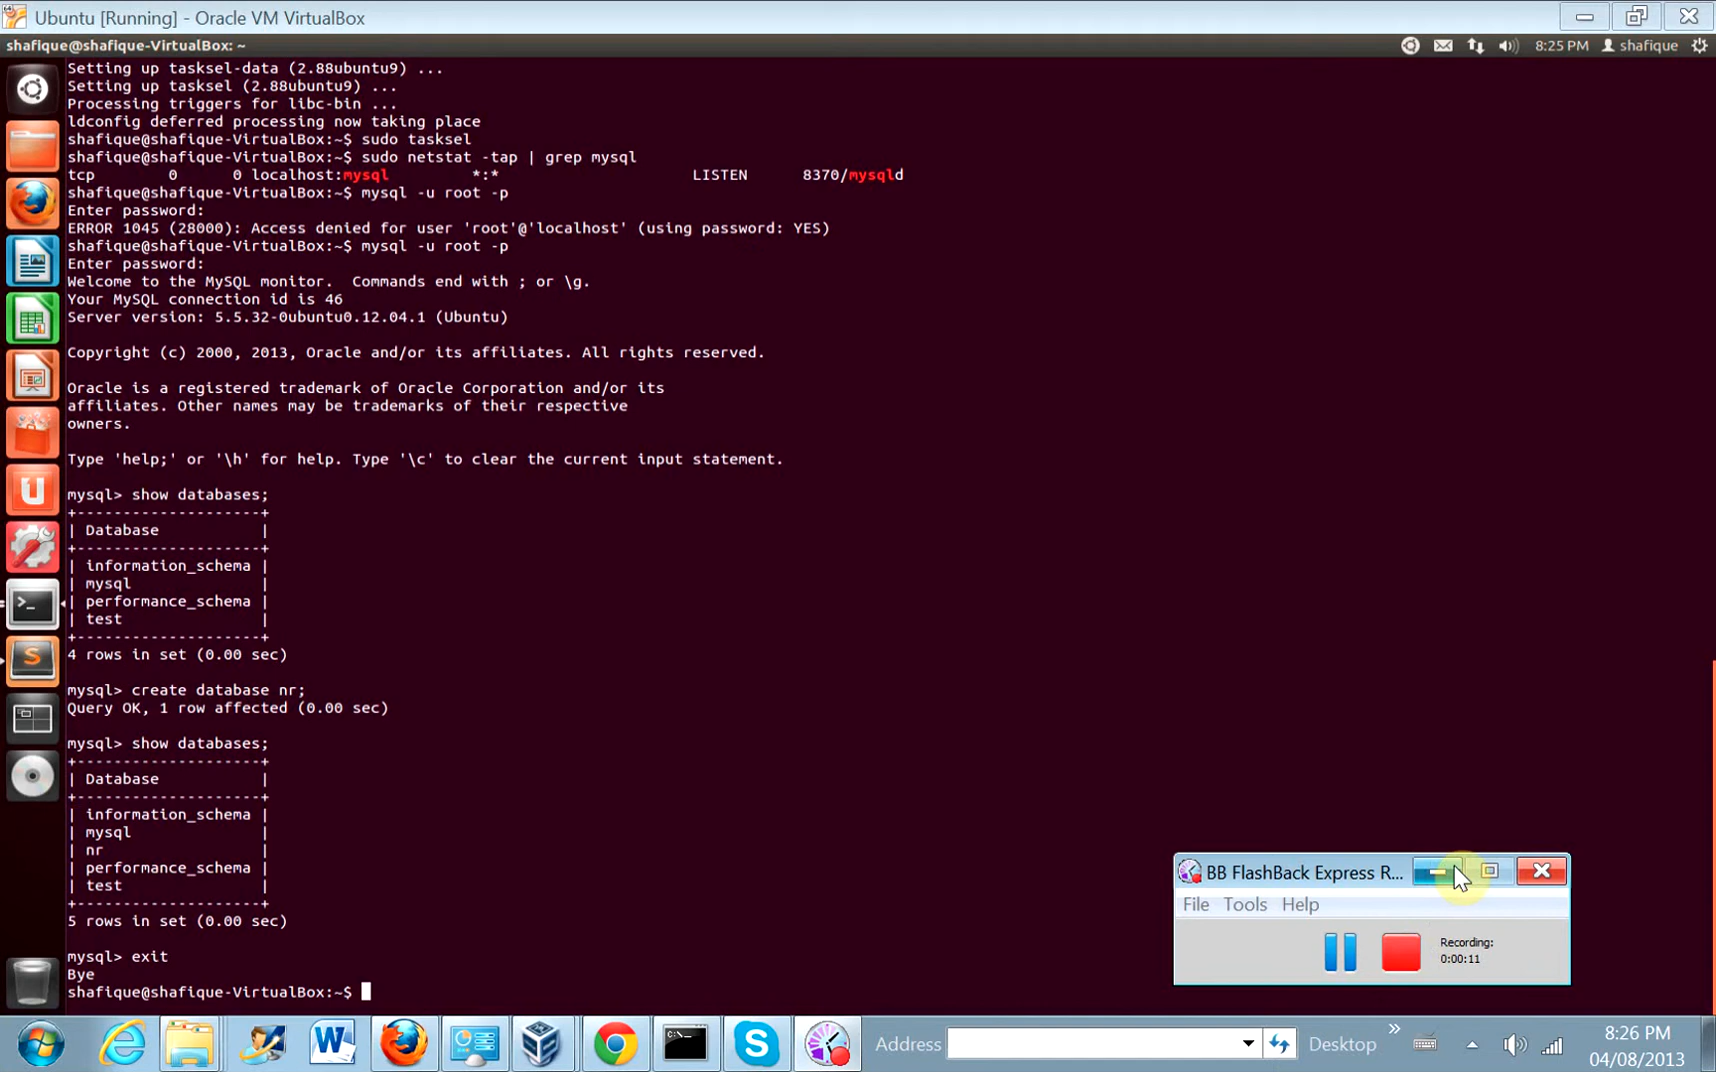 Ubuntu [Running] - Oracle VM VirtualBox
shafique@shafique-VirtualBox: ~
8:25 PM
shafique
Setting up tasksel-data (2.88ubuntu9) ...
Setting up tasksel (2.88ubuntu9) ...
Processing triggers for libc-bin ...
ldconfig deferred processing now taking place
shafique@shafique-VirtualBox:~$ sudo tasksel
shafique@shafique-VirtualBox:~$ sudo netstat -tap | grep mysql
tcp        0      0 localhost:mysql         *:*                     LISTEN      8370/mysqld
shafique@shafique-VirtualBox:~$ mysql -u root -p
Enter password:
ERROR 1045 (28000): Access denied for user 'root'@'localhost' (using password: YES)
shafique@shafique-VirtualBox:~$ mysql -u root -p
Enter password:
Welcome to the MySQL monitor.  Commands end with ; or \g.
Your MySQL connection id is 46
Server version: 5.5.32-0ubuntu0.12.04.1 (Ubuntu)
Copyright (c) 2000, 2013, Oracle and/or its affiliates. All rights reserved.
Oracle is a registered trademark of Oracle Corporation and/or its
affiliates. Other names may be trademarks of their respective
owners.
Type 'help;' or '\h' for help. Type '\c' to clear the current input statement.
mysql> show databases;
+--------------------+
| Database           |
+--------------------+
| information_schema |
| mysql              |
| performance_schema |
| test               |
+--------------------+
4 rows in set (0.00 sec)
mysql> create database nr;
Query OK, 1 row affected (0.00 sec)
mysql> show databases;
+--------------------+
| Database           |
+--------------------+
| information_schema |
| mysql              |
| nr                 |
| performance_schema |
| test               |
+--------------------+
5 rows in set (0.00 sec)
mysql> exit
Bye
shafique@shafique-VirtualBox:~$
BB FlashBack Express R...
File Tools Help
Recording:
0:00:11
Address
Desktop
8:26 PM
04/08/2013